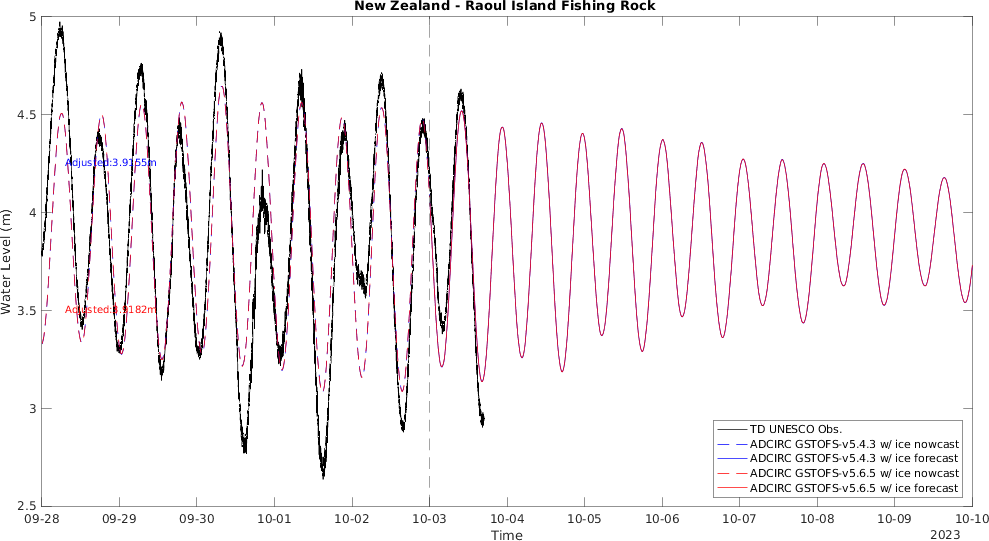 New Zealand - Raoul Island Fishing Rock
5
4.5
4
3.5
3
2.5
Water Level (m)
Adjusted:3.9155m
Adjusted:3.9182m
TD UNESCO Obs.
ADCIRC GSTOFS-v5.4.3 w/ ice nowcast
ADCIRC GSTOFS-v5.4.3 w/ ice forecast
ADCIRC GSTOFS-v5.6.5 w/ ice nowcast
ADCIRC GSTOFS-v5.6.5 w/ ice forecast
09-28 09-29 09-30 10-01 10-02 10-03 10-04 10-05 10-06 10-07 10-08 10-09 10-10
Time
2023